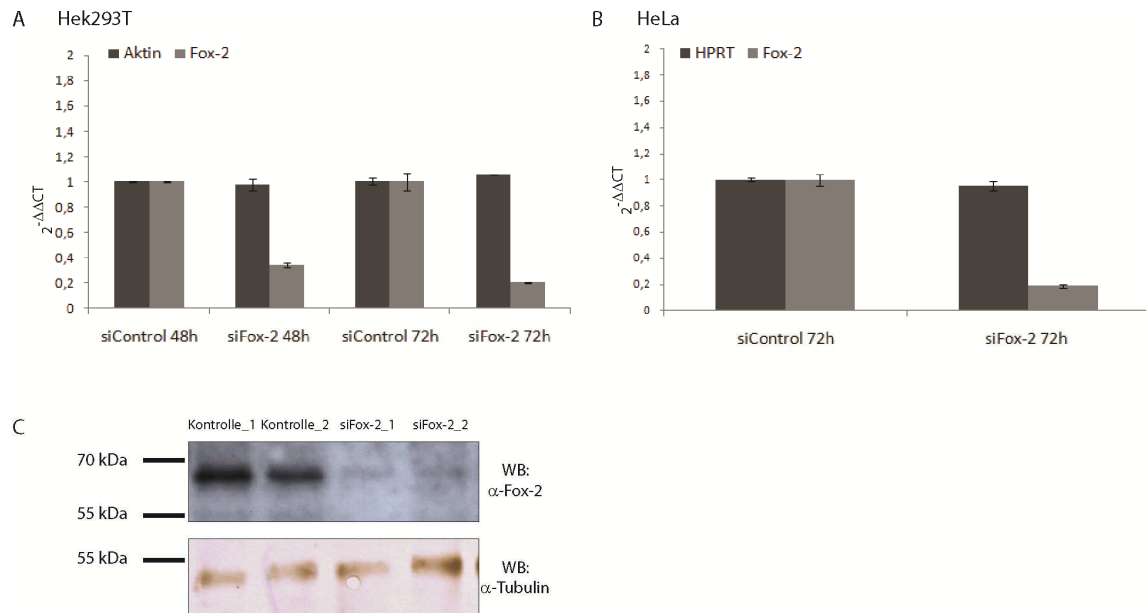 A Hek293T
Aktin Fox-2
2
1,8
1,6
1,4
1,2
1
0,8
0,6
0,4
0,2
0
2-ΔΔCT
siControl 48h siFox-2 48h siControl 72h siFox-2 72h
B HeLa
HPRT Fox-2
2
1,8
1,6
1,4
1,2
1
0,8
0,6
0,4
0,2
0
2-ΔΔCT
siControl 72h siFox-2 72h
C
Kontrolle_1 Kontrolle_2 siFox-2_1 siFox-2_2
70 kDa
55 kDa
WB:
α-Fox-2
55 kDa
WB:
α-Tubulin